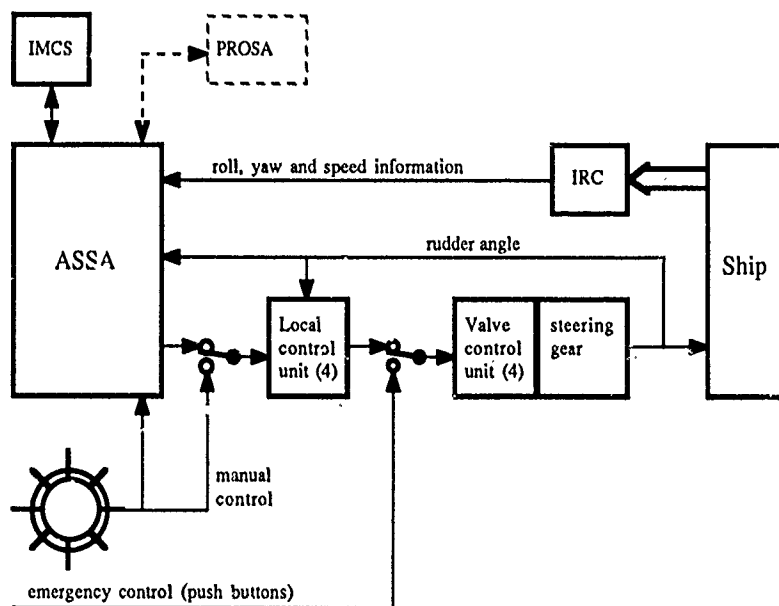 IMCS
PROSA
roll, yaw and speed information
IRC
ASSA
rudder angle
Ship
Local
control
unit (4)
Valve
control
unit (4)
steering
gear
manual
control
emergency control (push buttons)